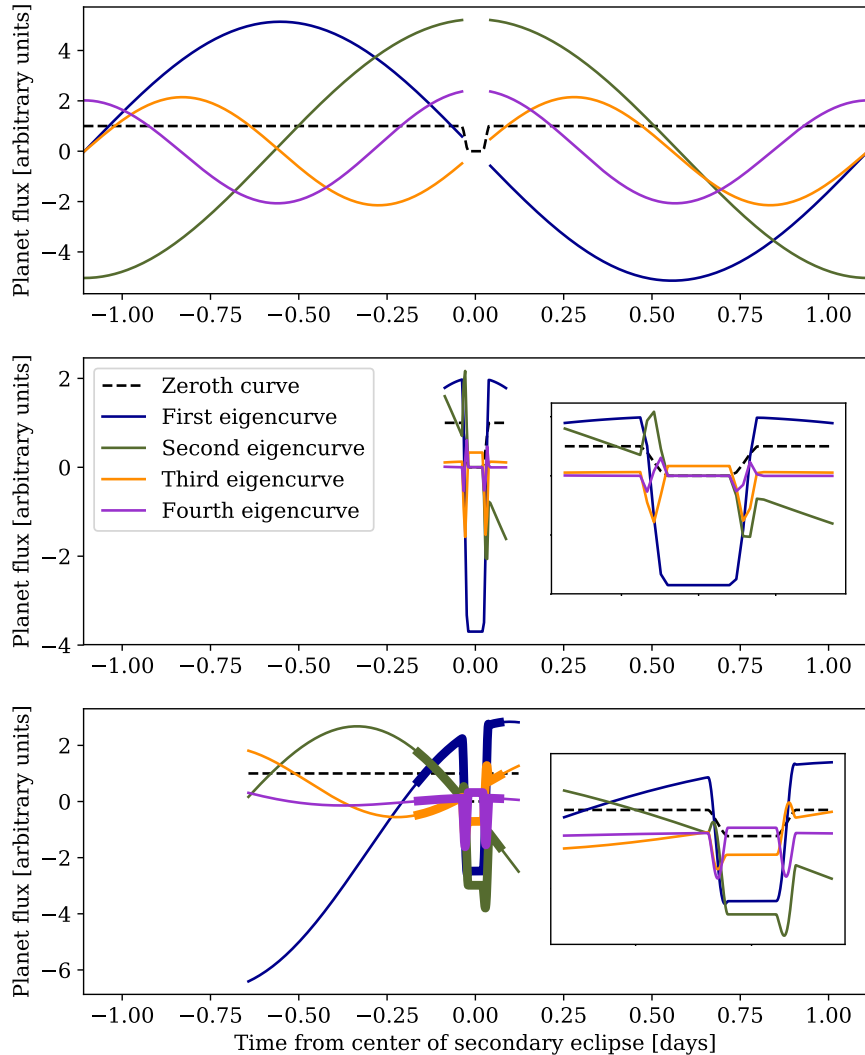 Planet flux [arbitrary units]
4
2
0
−2
−4
−1.00 −0.75 −0.50 −0.25 0.00 0.25 0.50 0.75 1.00
Planet flux [arbitrary units]
2
0
−2
−4
Zeroth curve
First eigencurve
Second eigencurve
Third eigencurve
Fourth eigencurve
−1.00 −0.75 −0.50 −0.25 0.00 0.25 0.50 0.75 1.00
Planet flux [arbitrary units]
2
0
−2
−4
−6
−1.00 −0.75 −0.50 −0.25 0.00 0.25 0.50 0.75 1.00
Time from center of secondary eclipse [days]